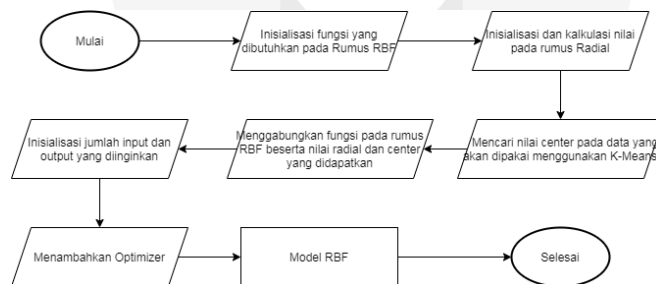 Mulai
Inisialisasi fungsi yang
dibutuhkan pada Rumus RBF
Inisialisasi dan kalkulasi nilai
pada rumus Radial
Mencari nilai center pada data yang
akan dipakai menggunakan K-Means
Menggabungkan fungsi pada rumus
RBF beserta nilai radial dan center
yang didapatkan
Inisialisasi jumlah input dan
output yang diinginkan
Menambahkan Optimizer
Model RBF
Selesai